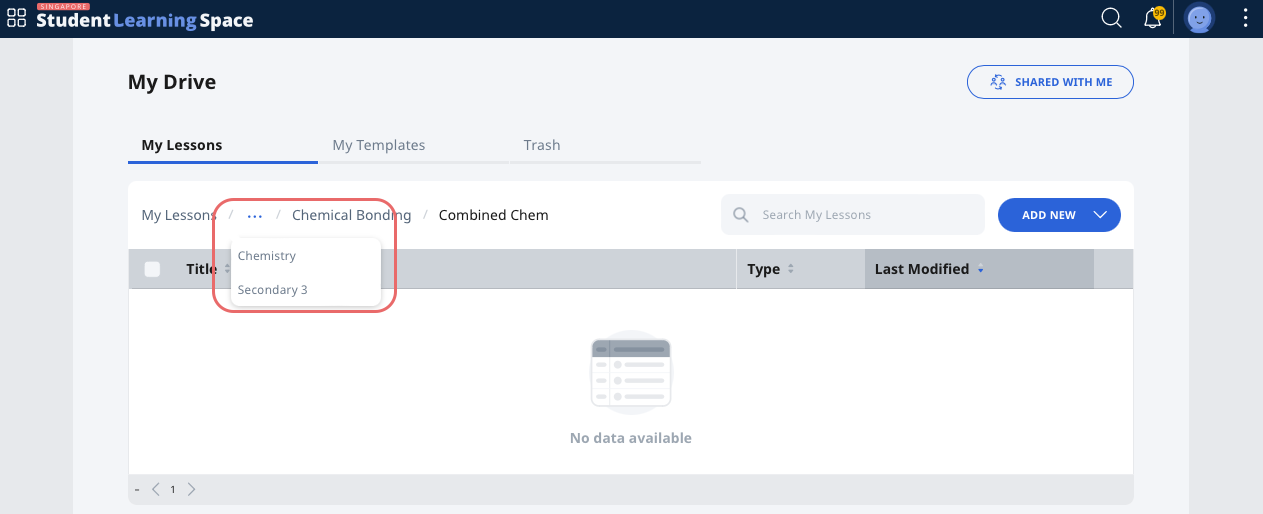 SINGAPORE
Student Learning Space
99
My Drive
SHARED WITH ME
My Lessons
My Templates
Trash
My Lessons / ... / Chemical Bonding / Combined Chem
Search My Lessons
ADD NEW
Chemistry
Secondary 3
Title
Type
Last Modified
No data available
- 1